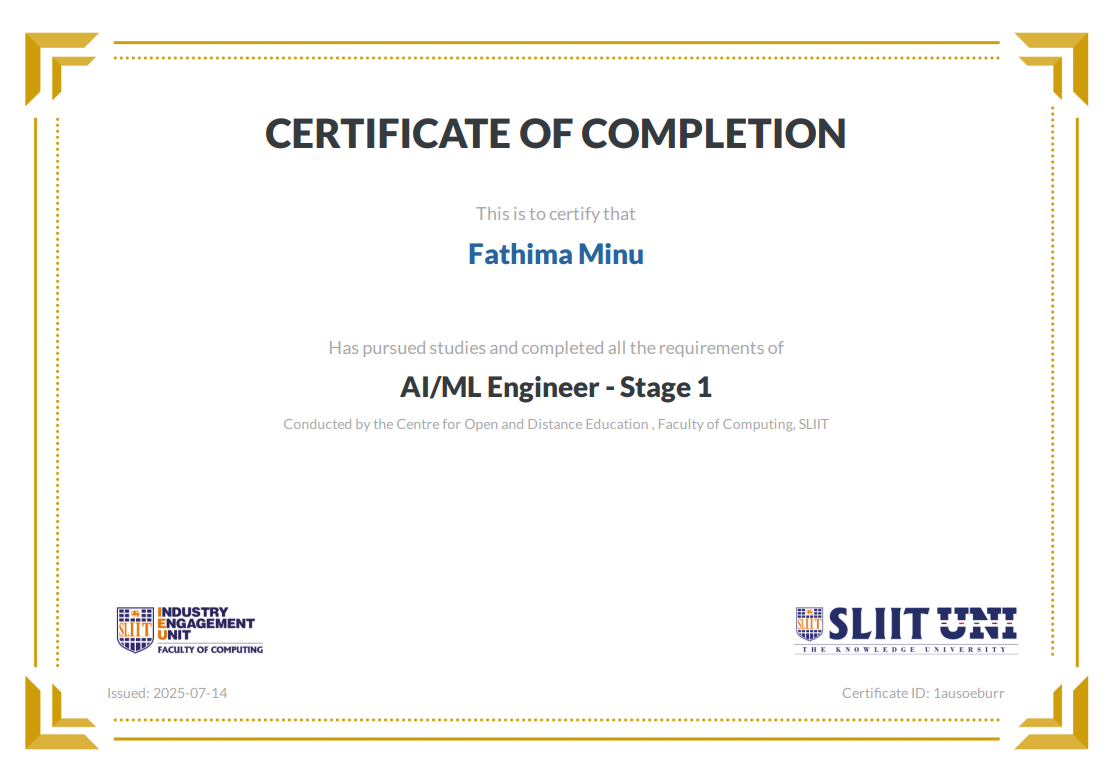 CERTIFICATE OF COMPLETION
This is to certify that
Fathima Minu
Has pursued studies and completed all the requirements of
AI/ML Engineer - Stage 1
Conducted by the Centre for Open and Distance Education , Faculty of Computing, SLIIT
SLIIT
INDUSTRY
ENGAGEMENT
UNIT
FACULTY OF COMPUTING
SLIIT
SLIIT UNI
THE KNOWLEDGE UNIVERSITY
Issued: 2025-07-14
Certificate ID: 1ausoeburr